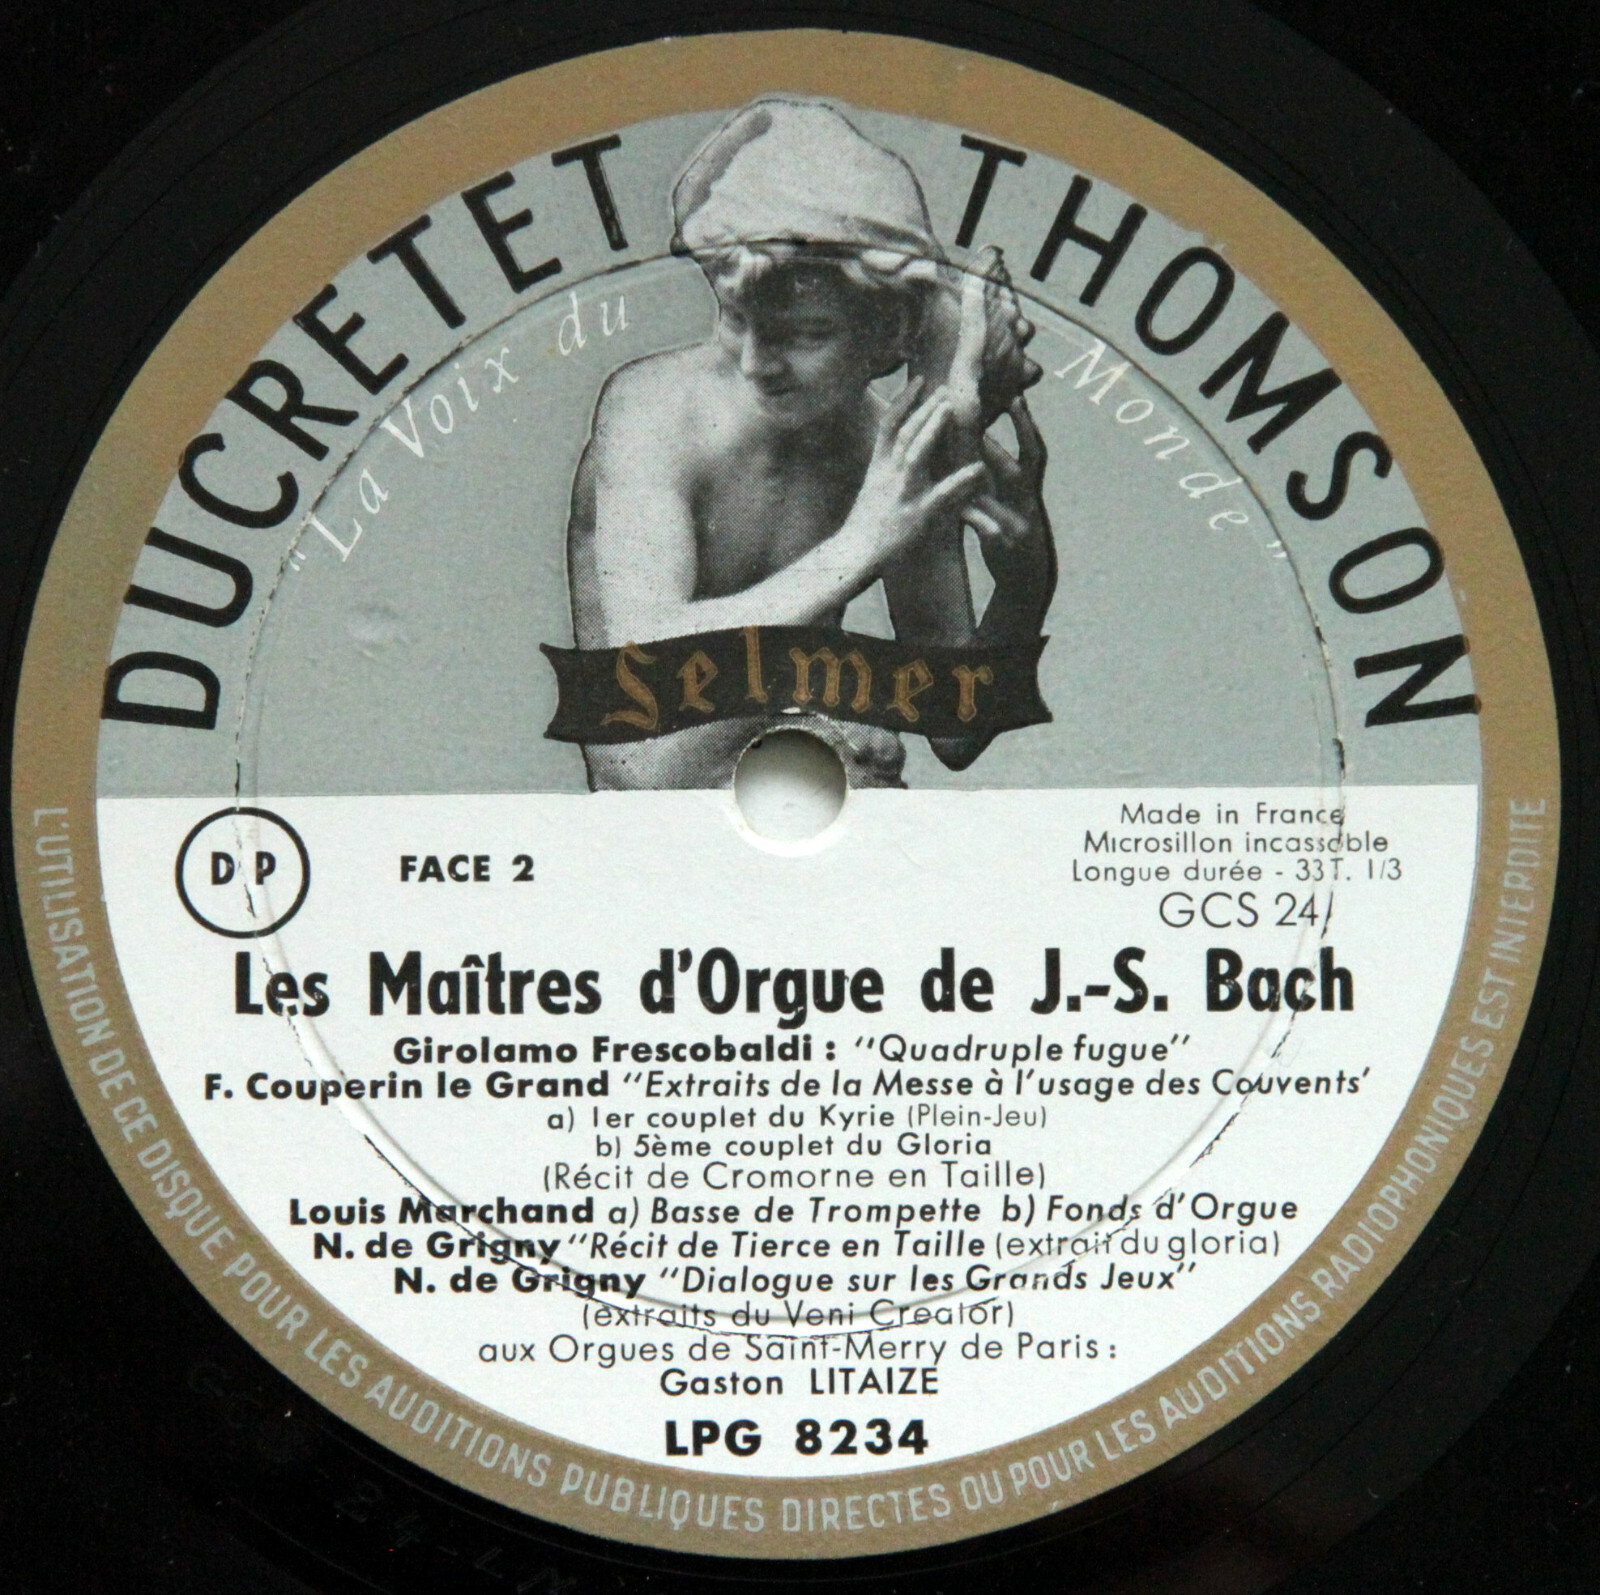 DUCRETET THOMSON
"La Voix du Monde"
Selmer
DP
FACE 2
Made in France
Microsillon incassable
Longue durée - 33T. 1/3
GCS 24
Les Maîtres d'Orgue de J.-S. Bach
Girolamo Frescobaldi : "Quadruple fugue"
F. Couperin le Grand "Extraits de la Messe à l'usage des Couvents'
a) 1er couplet du Kyrie (Plein-Jeu)
b) 5ème couplet du Gloria
(Récit de Cromorne en Taille)
Louis Marchand a) Basse de Trompette b) Fonds d'Orgue
N. de Grigny "Récit de Tierce en Taille (extrait du gloria)
N. de Grigny "Dialogue sur les Grands Jeux"
(extraits du Veni Creator)
aux Orgues de Saint-Merry de Paris :
Gaston LITAIZE
LPG 8234
L'UTILISATION DE CE DISQUE POUR LES AUDITIONS PUBLIQUES DIRECTES OU POUR LES AUDITIONS RADIOPHONIQUES EST INTERDITE